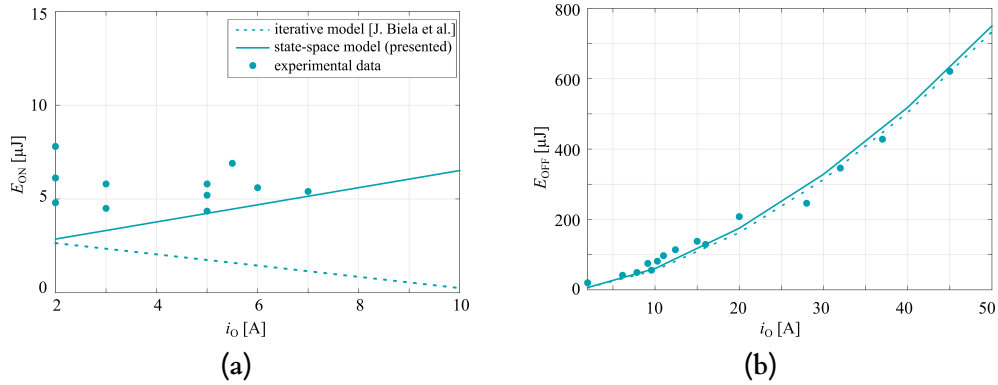 15
10
5
0
E_ON [µJ]
iterative model [J. Biela et al.]
state-space model (presented)
experimental data
2 4 6 8 10
i_O [A]
(a)
800
600
400
200
0
E_OFF [µJ]
10 20 30 40 50
i_O [A]
(b)